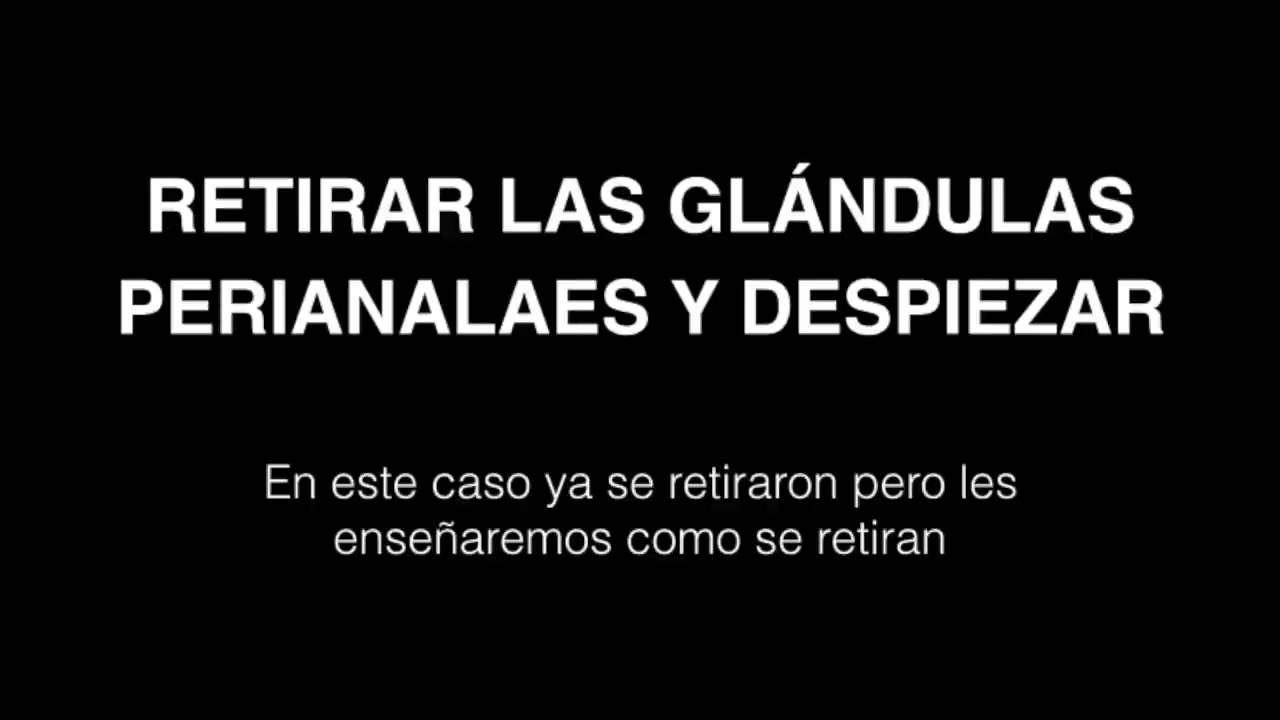 RETIRAR LAS GLÁNDULAS
PERIANALAES Y DESPIEZAR
En este caso ya se retiraron pero les
enseñaremos como se retiran